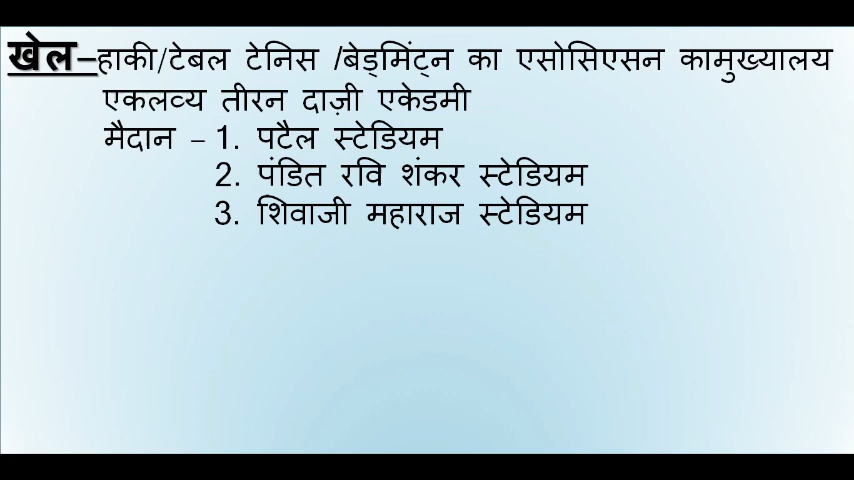 खेल–हाकी/टेबल टेनिस /बेड्मिंट्न का एसोसिएसन कामुख्यालय
एकलव्य तीरन दाज़ी एकेडमी
मैदान – 1. पटैल स्टेडियम
2. पंडित रवि शंकर स्टेडियम
3. शिवाजी महाराज स्टेडियम